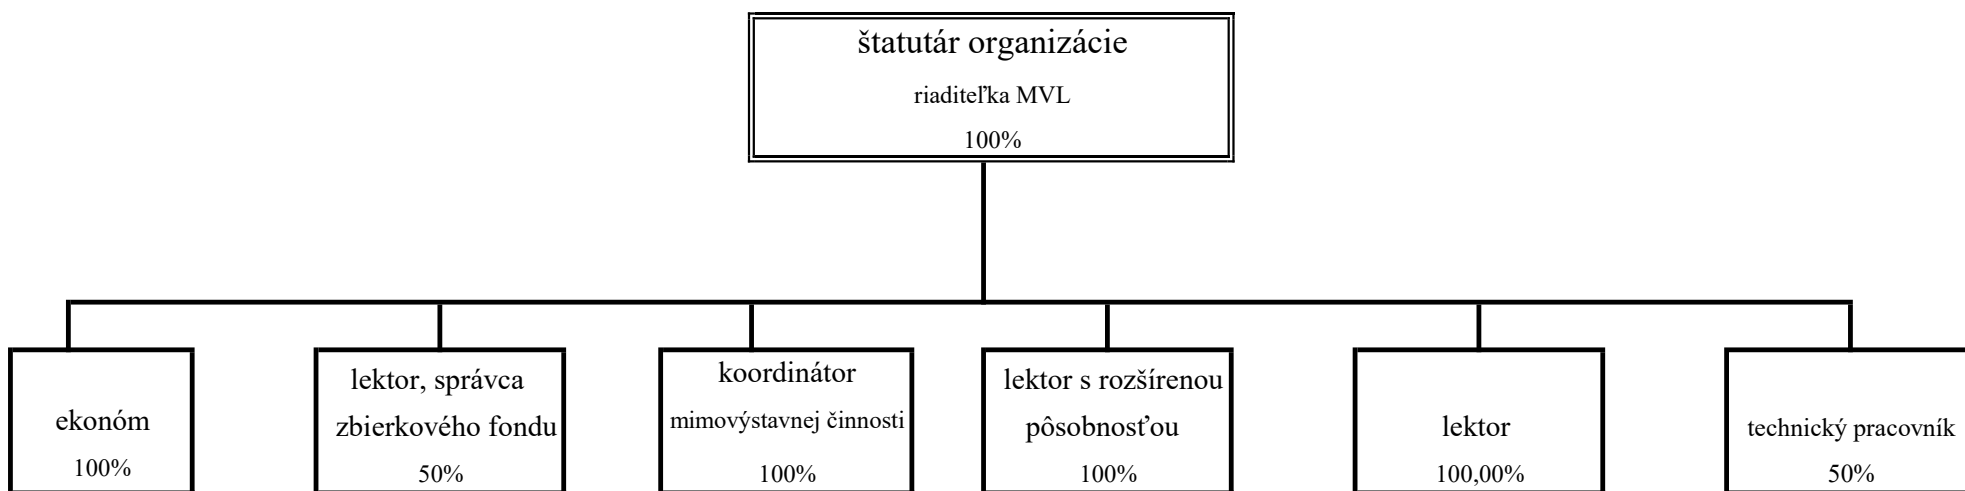 štatutár organizácie
riaditeľka MVL
100%
ekonóm
100%
lektor, správca
zbierkového fondu
50%
koordinátor
mimovýstavnej činnosti
100%
lektor s rozšírenou
pôsobnosťou
100%
lektor
100,00%
technický pracovník
50%